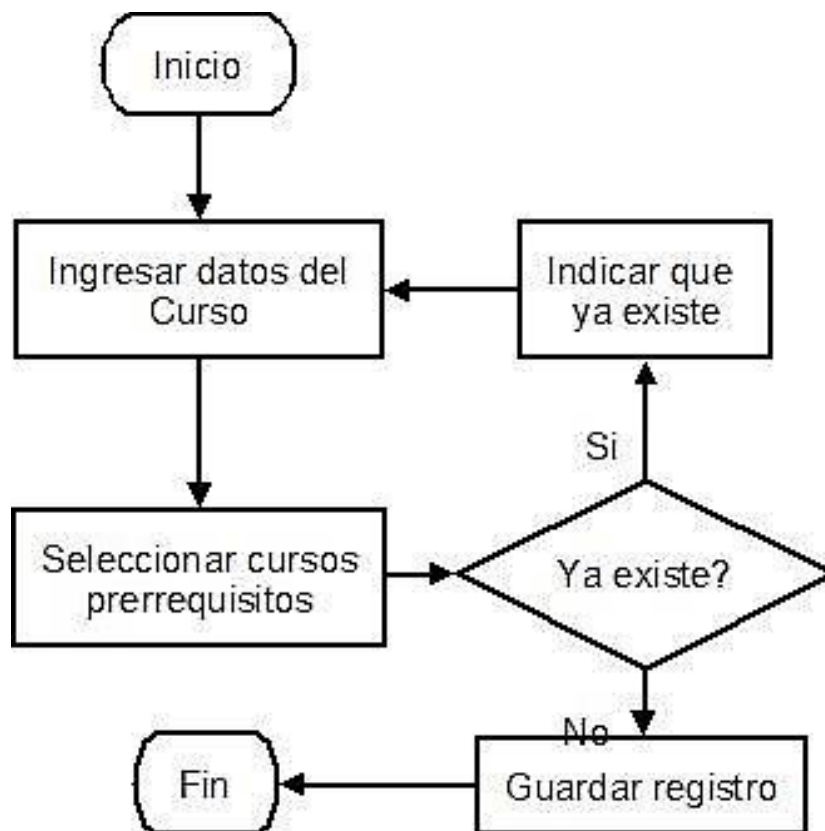 Inicio
Ingresar datos del
Curso
Indicar que
ya existe
Si
Seleccionar cursos
prerrequisitos
Ya existe?
No
Fin
Guardar registro